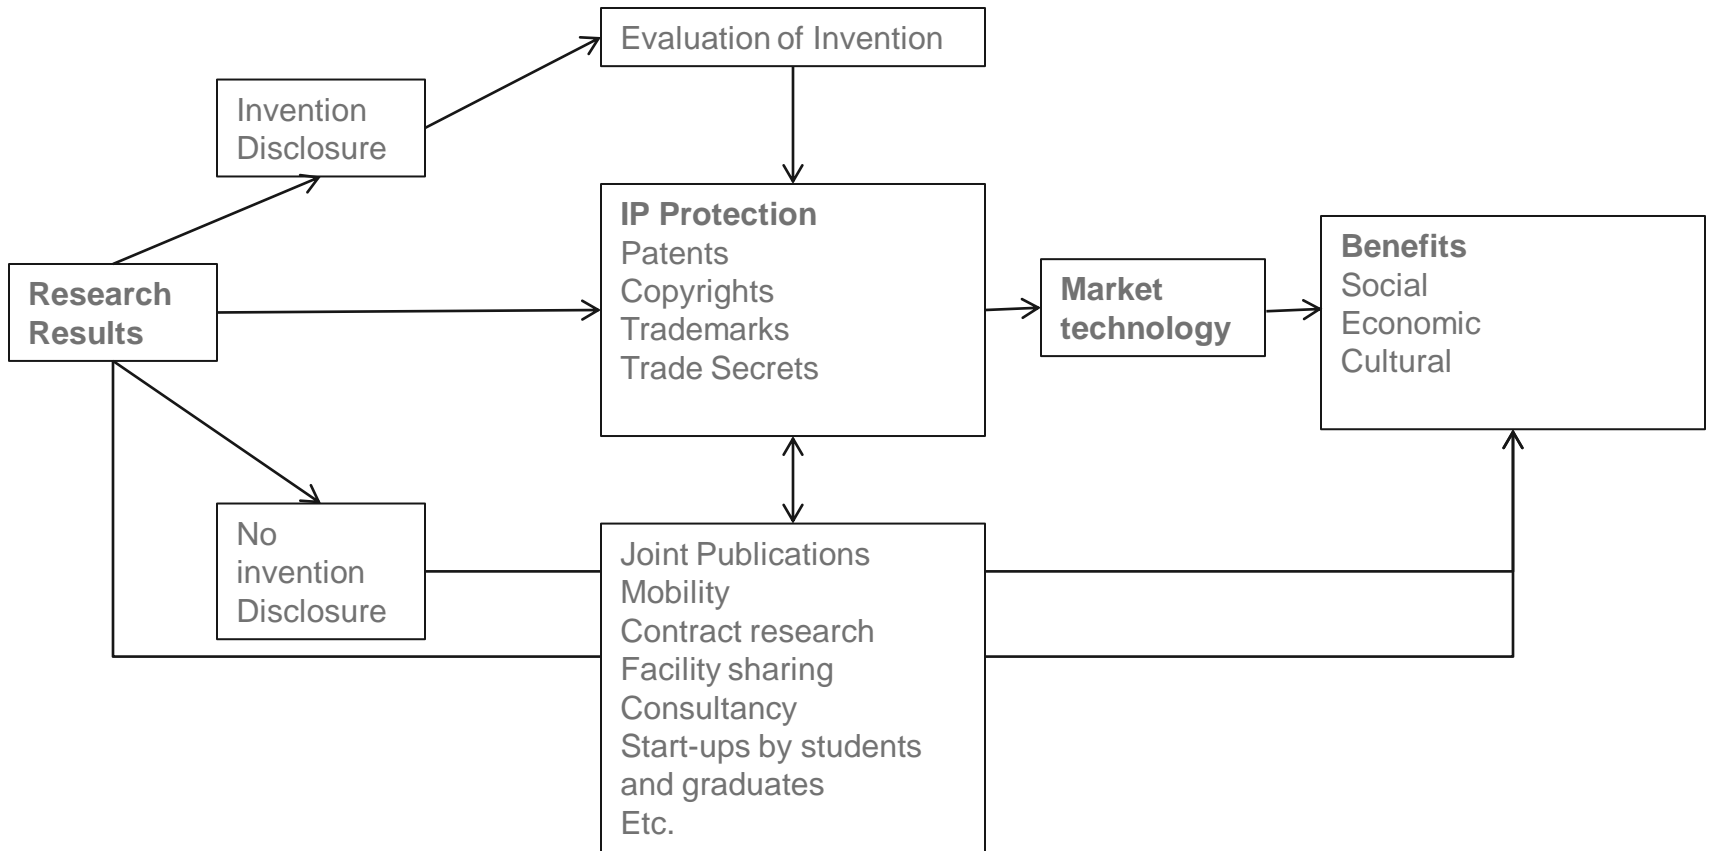 Evaluation of Invention
Invention
Disclosure
IP Protection
Patents
Copyrights
Trademarks
Trade Secrets
Research
Results
Market
technology
Benefits
Social
Economic
Cultural
No
invention
Disclosure
Joint Publications
Mobility
Contract research
Facility sharing
Consultancy
Start-ups by students
and graduates
Etc.